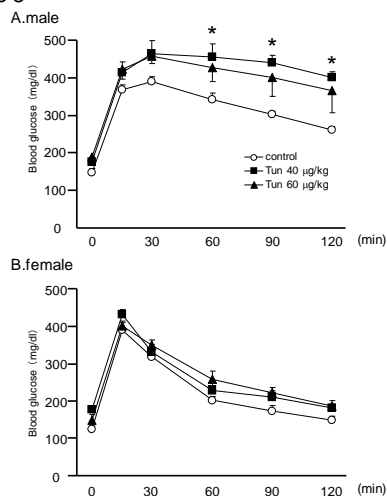 A.male
* * *
500
400
300
200
100
0
Blood glucose (mg/dl)
control
Tun 40 μg/kg
Tun 60 μg/kg
0 30 60 90 120 (min)
B.female
500
400
300
200
100
0
Blood glucose (mg/dl)
0 30 60 90 120 (min)